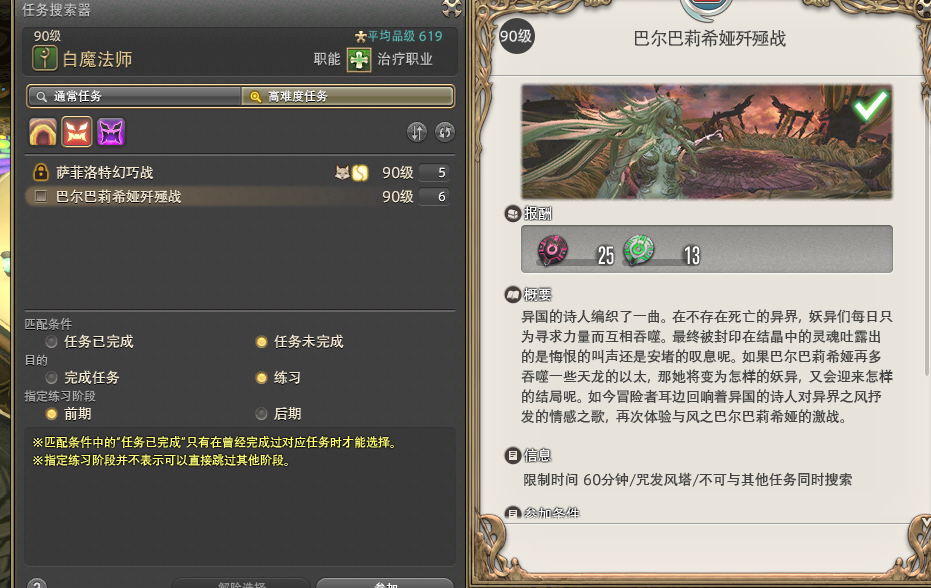 任务搜索器
90级
平均品级 619
白魔法师
职能 治疗职业
通常任务
高难度任务
萨菲洛特幻巧战 90级 5
巴尔巴莉希娅歼殛战 90级 6
匹配条件
任务已完成 任务未完成
目的
完成任务 练习
指定练习阶段
前期 后期
※匹配条件中的“任务已完成”只有在曾经完成过对应任务时才能选择。
※指定练习阶段并不表示可以直接跳过其他阶段。
?
解除选择 参加
90级
巴尔巴莉希娅歼殛战
报酬
25 13
概要
异国的诗人编织了一曲。在不存在死亡的异界，妖异们每日只
为寻求力量而互相吞噬。最终被封印在结晶中的灵魂吐露出
的是悔恨的叫声还是安堵的叹息呢。如果巴尔巴莉希娅再多
吞噬一些天龙的以太，那她将变为怎样的妖异，又会迎来怎样
的结局呢。如今冒险者耳边回响着异国的诗人对异界之风抒
发的情感之歌，再次体验与风之巴尔巴莉希娅的激战。
信息
限制时间 60分钟/咒发风塔/不可与其他任务同时搜索
参加条件